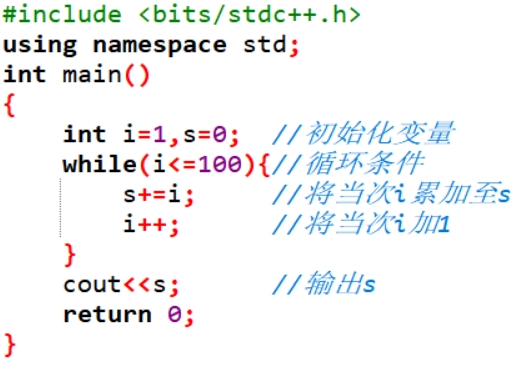 #include <bits/stdc++.h>
using namespace std;
int main()
{
    int i=1,s=0;  //初始化变量
    while(i<=100){//循环条件
        s+=i;     //将当次i累加至s
        i++;      //将当次i加1
    }
    cout<<s;      //输出s
    return 0;
}